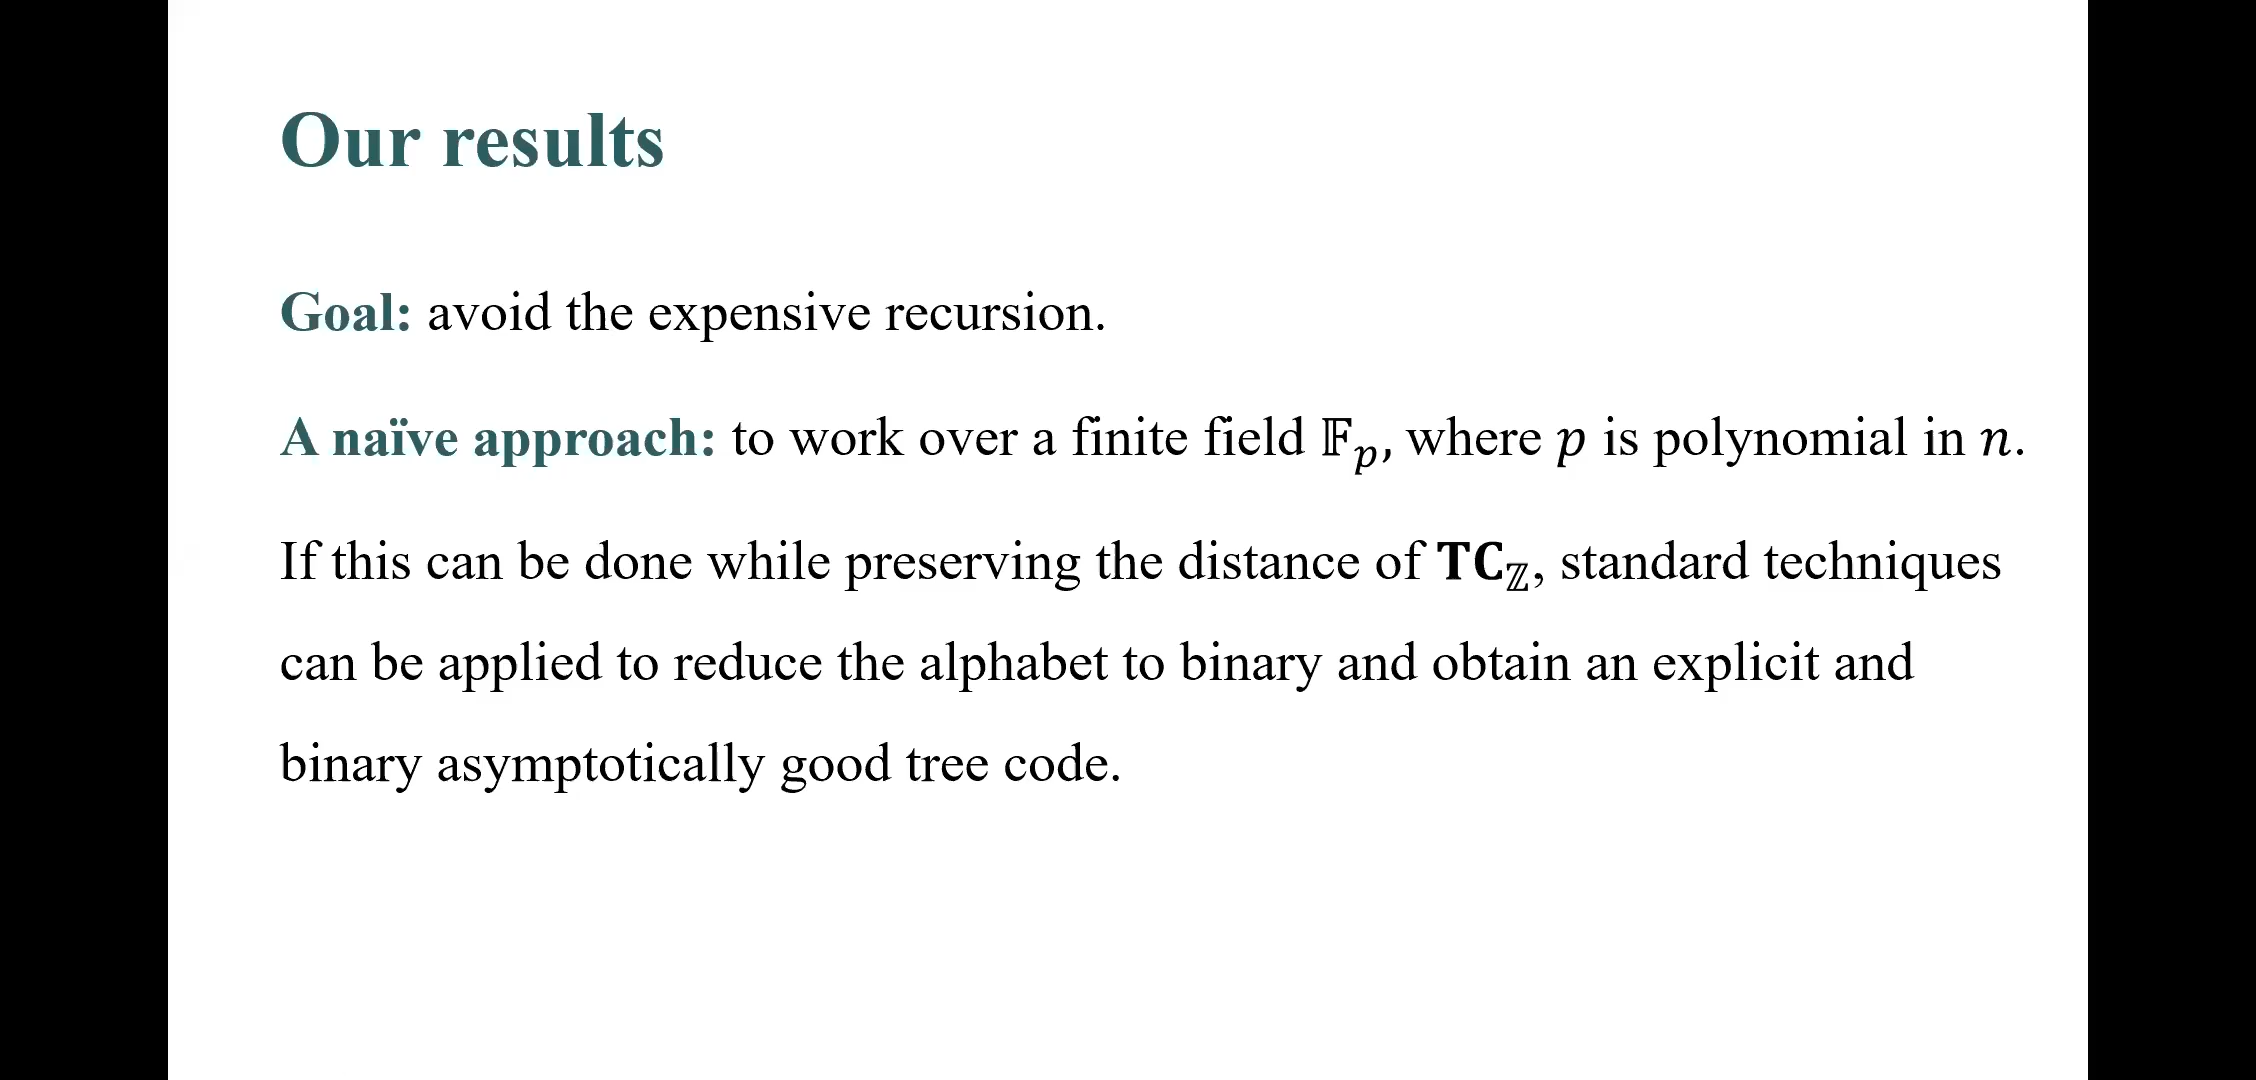 Our results
Goal: avoid the expensive recursion.
A naïve approach: to work over a finite field 𝔽ₚ, where p is polynomial in n.
If this can be done while preserving the distance of TC_ℤ, standard techniques
can be applied to reduce the alphabet to binary and obtain an explicit and
binary asymptotically good tree code.